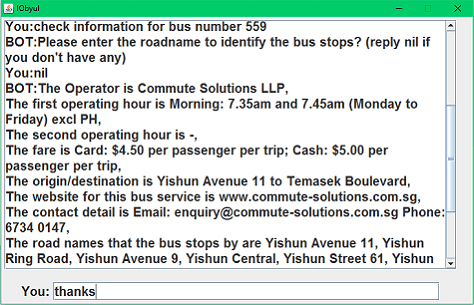 IObyul
You:check information for bus number 559
BOT:Please enter the roadname to identify the bus stops? (reply nil if
you don't have any)
You:nil
BOT:The Operator is Commute Solutions LLP,
The first operating hour is Morning: 7.35am and 7.45am (Monday to
Friday) excl PH,
The second operating hour is -,
The fare is Card: $4.50 per passenger per trip; Cash: $5.00 per
passenger per trip,
The origin/destination is Yishun Avenue 11 to Temasek Boulevard,
The website for this bus service is www.commute-solutions.com.sg,
The contact detail is Email: enquiry@commute-solutions.com.sg Phone:
6734 0147,
The road names that the bus stops by are Yishun Avenue 11, Yishun
Ring Road, Yishun Avenue 9, Yishun Central, Yishun Street 61, Yishun
You: thanks